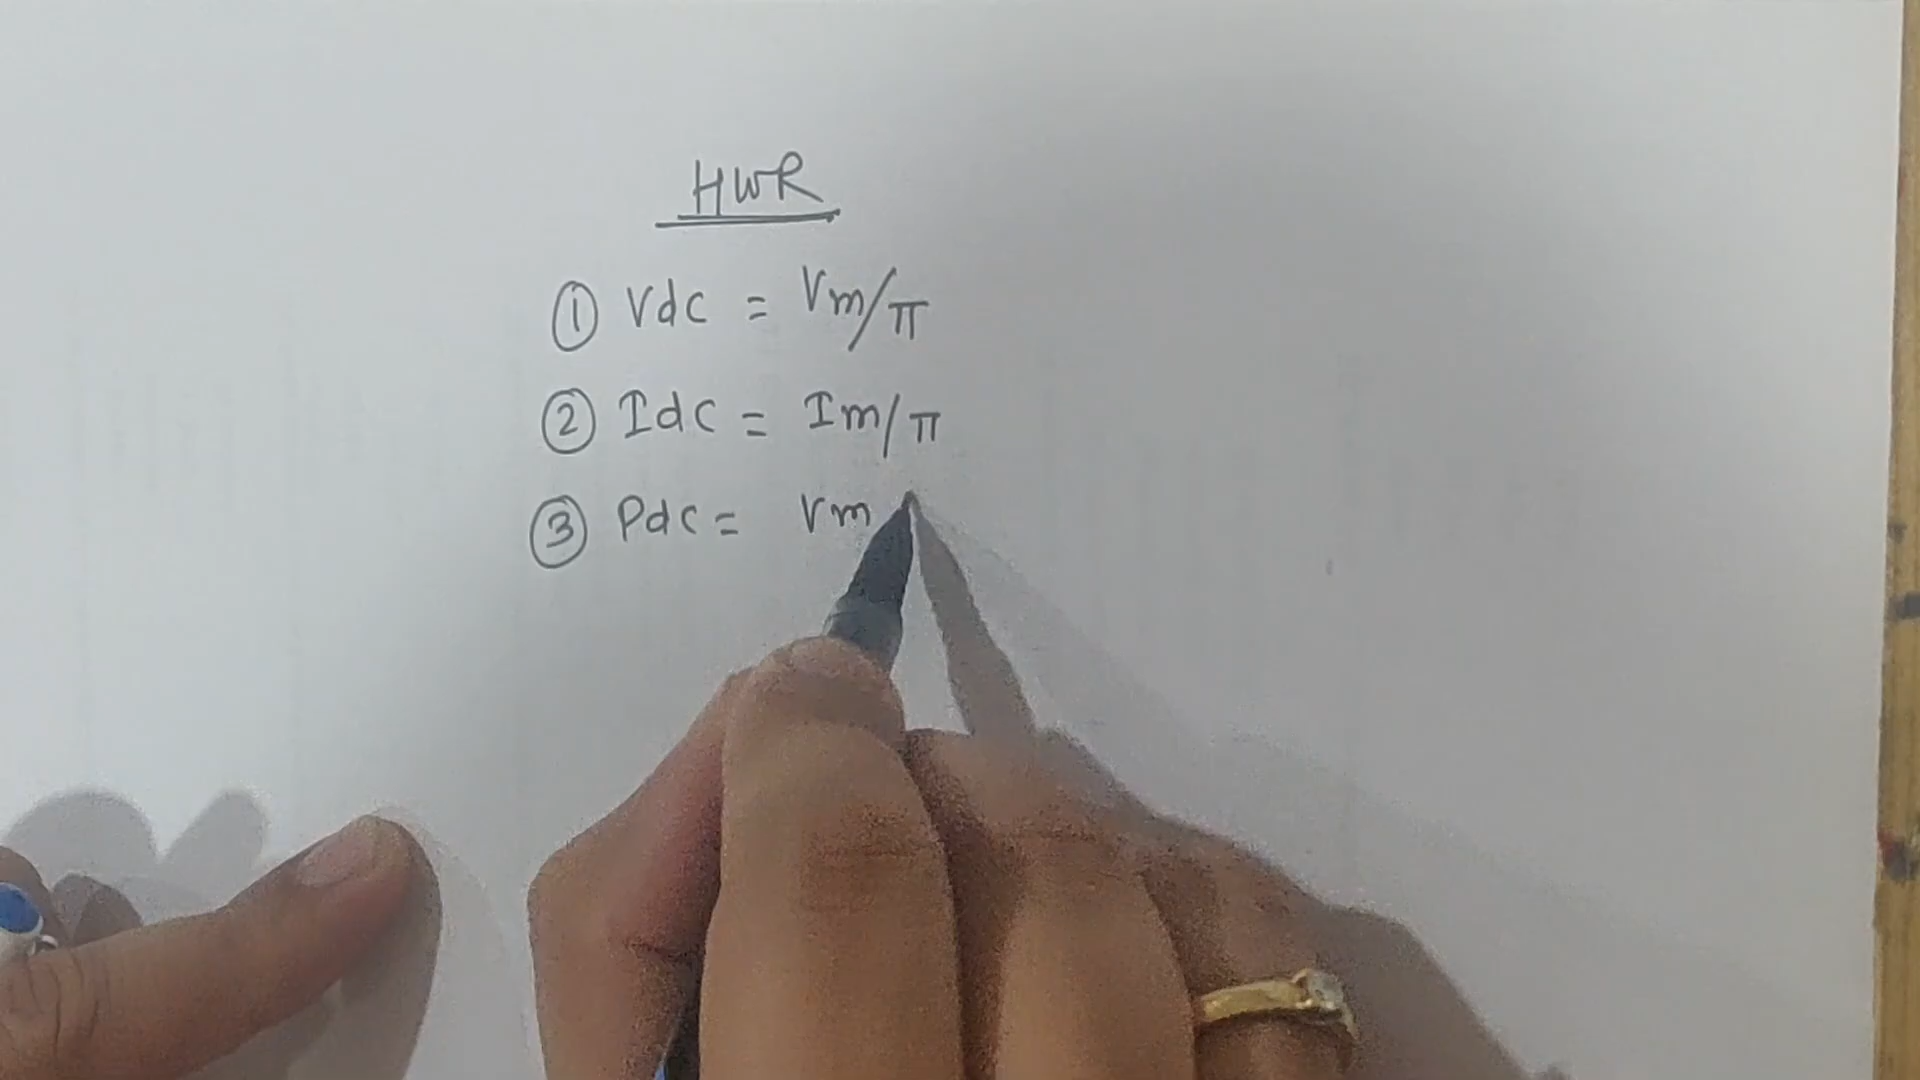 HWR
① Vdc = Vm/π
② Idc = Im/π
③ Pdc = Vm